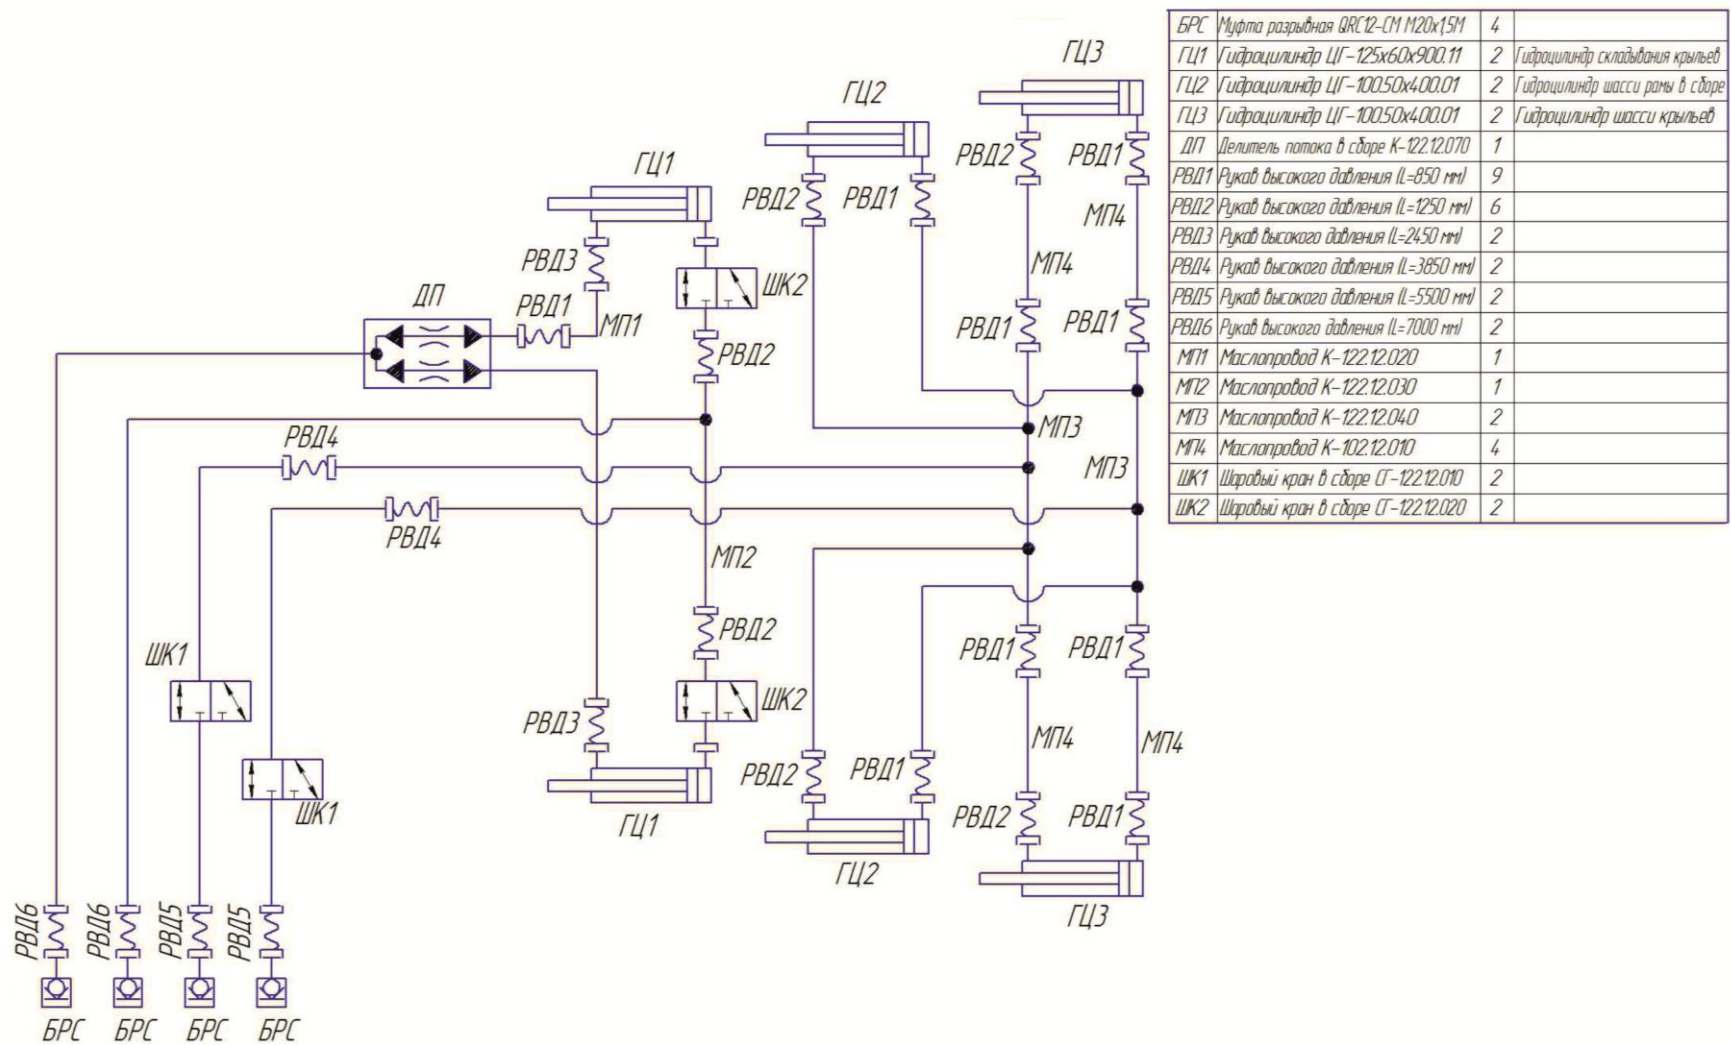 БРС Муфта разрывная QRC12-СМ М20х1,5М 4
ГЦ1 Гидроцилиндр ЦГ-125х60х900.11 2 Гидроцилиндр складывания крыльев
ГЦ2 Гидроцилиндр ЦГ-100.50х400.01 2 Гидроцилиндр шасси рамы в сборе
ГЦ3 Гидроцилиндр ЦГ-100.50х400.01 2 Гидроцилиндр шасси крыльев
ДП Делитель потока в сборе К-122.12.070 1
РВД1 Рукав высокого давления (L=850 мм) 9
РВД2 Рукав высокого давления (L=1250 мм) 6
РВД3 Рукав высокого давления (L=2450 мм) 2
РВД4 Рукав высокого давления (L=3850 мм) 2
РВД5 Рукав высокого давления (L=5500 мм) 2
РВД6 Рукав высокого давления (L=7000 мм) 2
МП1 Маслопровод К-122.12.020 1
МП2 Маслопровод К-122.12.030 1
МП3 Маслопровод К-122.12.040 2
МП4 Маслопровод К-102.12.010 4
ШК1 Шаровый кран в сборе СГ-122.12.010 2
ШК2 Шаровый кран в сборе СГ-122.12.020 2
ГЦ3
ГЦ2
РВД2 РВД1
ГЦ1
РВД2 РВД1
МП4
РВД3
МП4
ШК2
ДП
РВД1
МП1
РВД1 РВД1
РВД2
МП3
РВД4
МП3
РВД4
МП2
РВД2
РВД1 РВД1
ШК1
ШК2
РВД3
МП4 МП4
РВД2 РВД1
ШК1
ГЦ1
РВД2 РВД1
ГЦ2
ГЦ3
РВД6 РВД6 РВД5 РВД5
БРС БРС БРС БРС